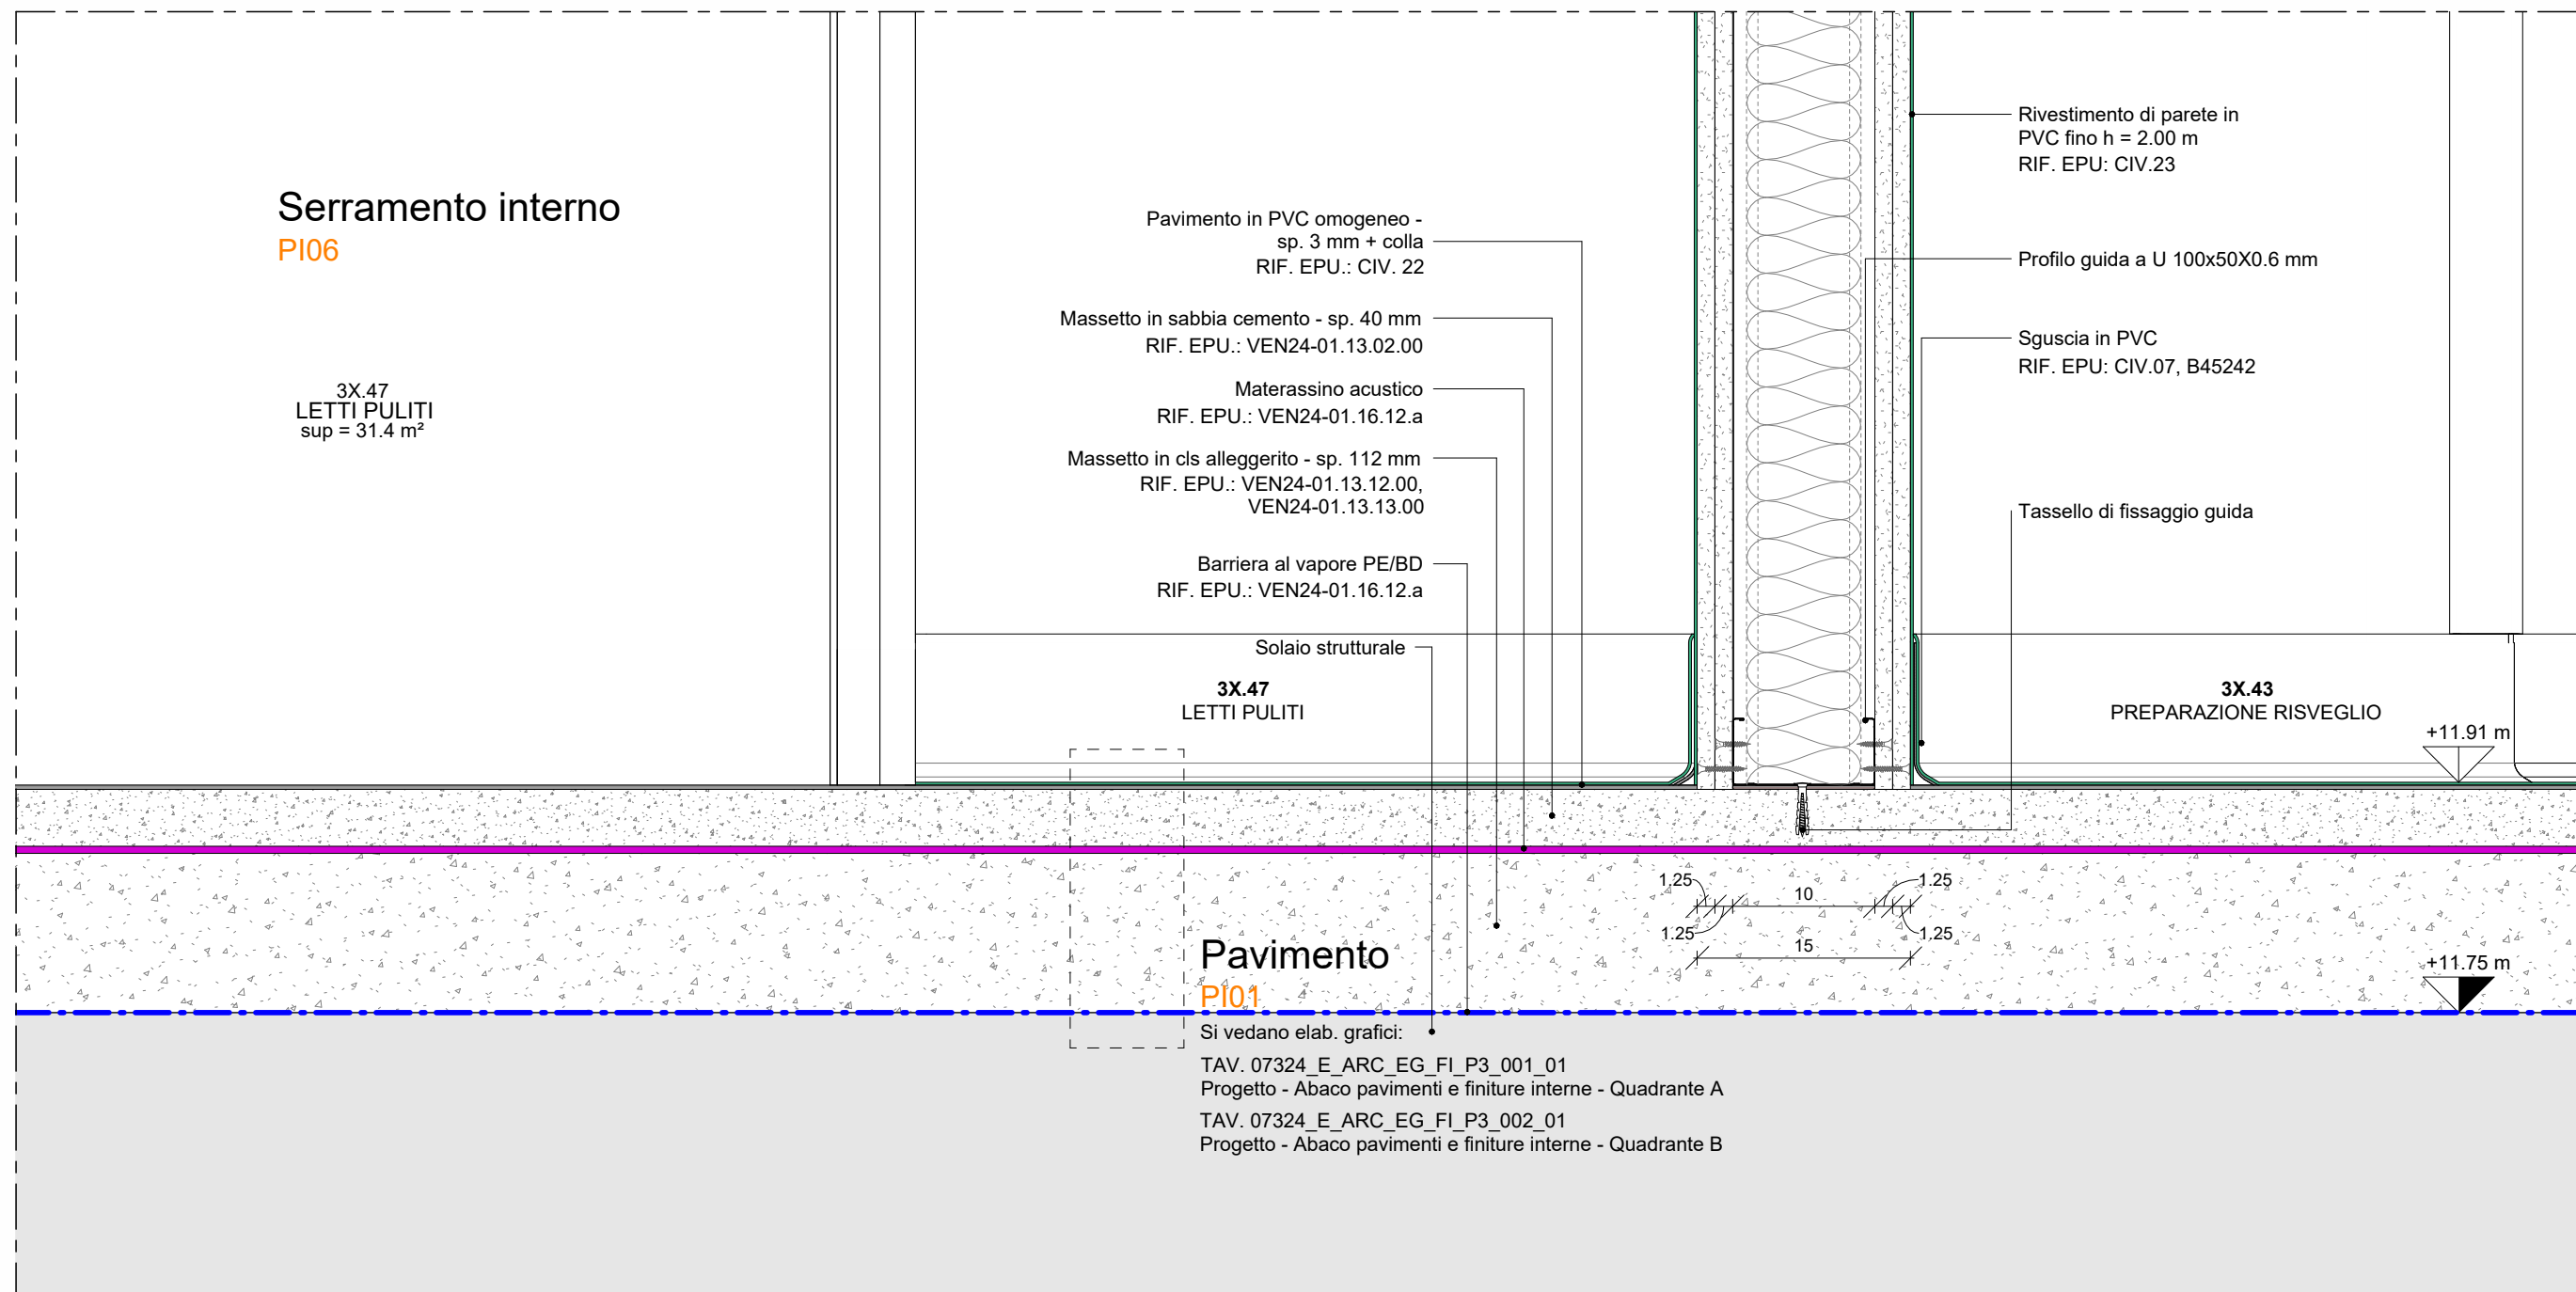 Serramento interno
PI06
3X.47
LETTI PULITI
sup = 31.4 m²
Pavimento in PVC omogeneo -
sp. 3 mm + colla
RIF. EPU.: CIV. 22
Massetto in sabbia cemento - sp. 40 mm
RIF. EPU.: VEN24-01.13.02.00
Materassino acustico
RIF. EPU.: VEN24-01.16.12.a
Massetto in cls alleggerito - sp. 112 mm
RIF. EPU.: VEN24-01.13.12.00,
VEN24-01.13.13.00
Barriera al vapore PE/BD
RIF. EPU.: VEN24-01.16.12.a
Solaio strutturale
3X.47
LETTI PULITI
Rivestimento di parete in
PVC fino h = 2.00 m
RIF. EPU: CIV.23
Profilo guida a U 100x50X0.6 mm
Sguscia in PVC
RIF. EPU: CIV.07, B45242
Tassello di fissaggio guida
3X.43
PREPARAZIONE RISVEGLIO
+11.91 m
1.25
10
1.25
1.25
15
1.25
+11.75 m
Pavimento
PI01
Si vedano elab. grafici:
TAV. 07324_E_ARC_EG_FI_P3_001_01
Progetto - Abaco pavimenti e finiture interne - Quadrante A
TAV. 07324_E_ARC_EG_FI_P3_002_01
Progetto - Abaco pavimenti e finiture interne - Quadrante B